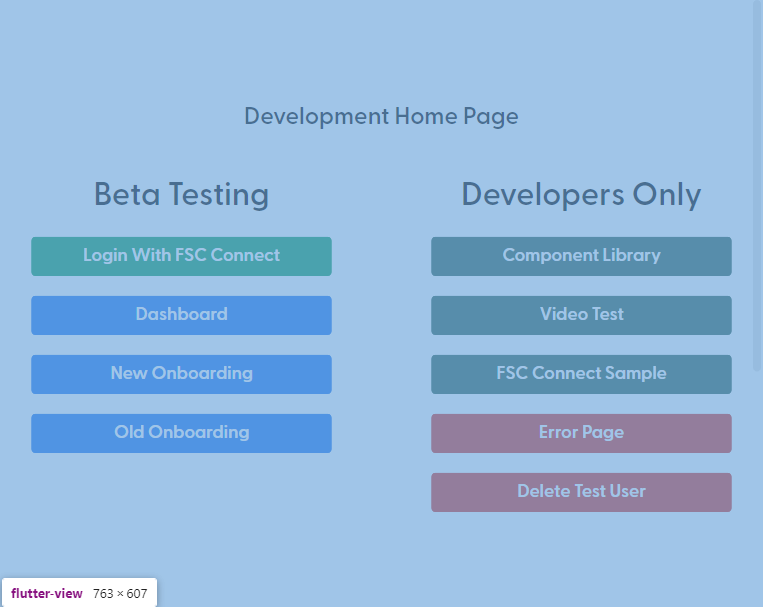 Development Home Page
Beta Testing
Login With FSC Connect
Dashboard
New Onboarding
Old Onboarding
Developers Only
Component Library
Video Test
FSC Connect Sample
Error Page
Delete Test User
flutter-view 763 × 607